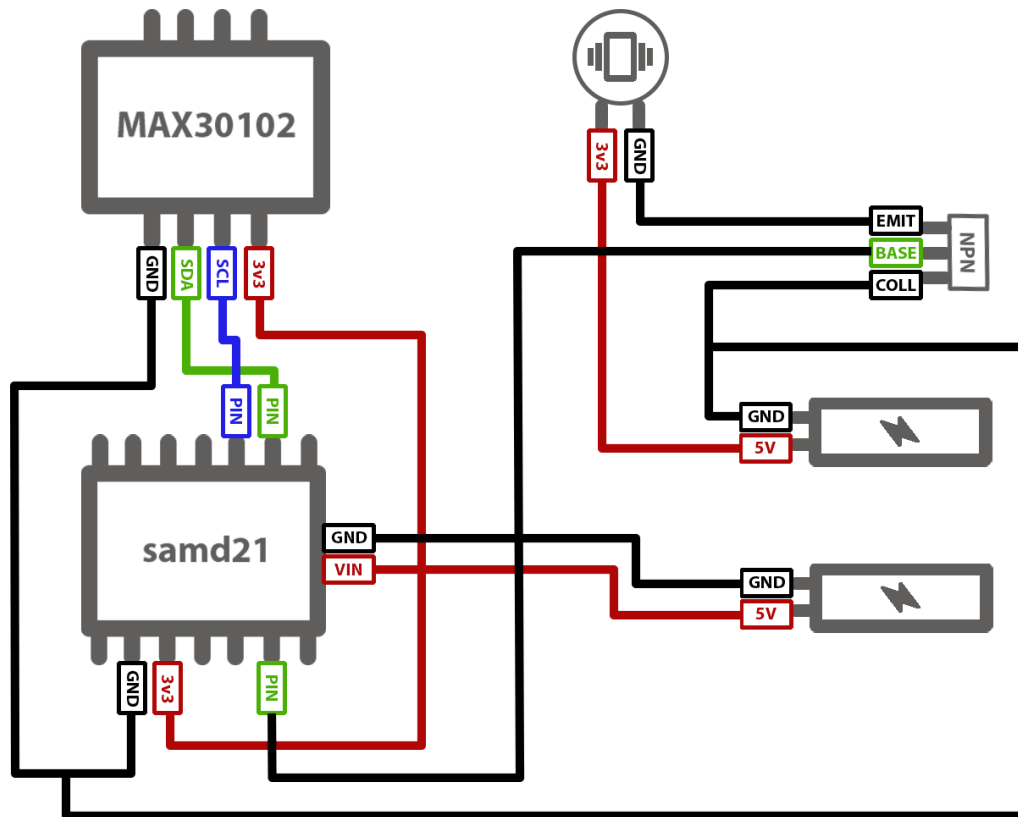 MAX30102
3v3
GND
EMIT
BASE
COLL
NPN
GND
SDA
SCL
3v3
PIN
PIN
GND
5V
samd21
GND
VIN
GND
5V
GND
3v3
PIN